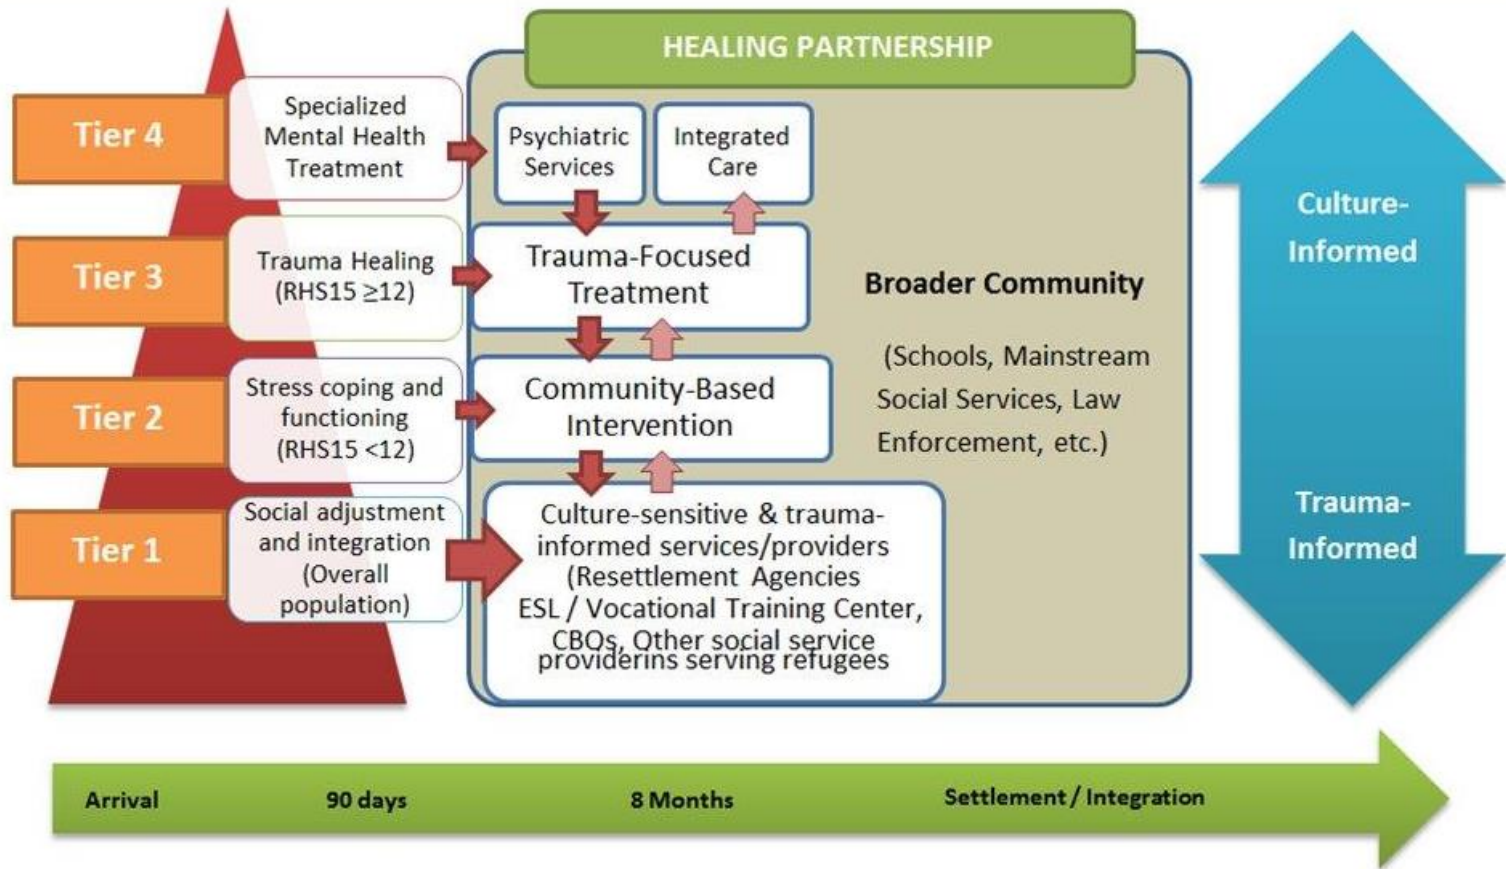 HEALING PARTNERSHIP
Tier 4
Specialized
Mental Health
Treatment
Psychiatric
Services
Integrated
Care
Tier 3
Trauma Healing
(RHS15 ≥12)
Trauma-Focused
Treatment
Tier 2
Stress coping and
functioning
(RHS15 <12)
Community-Based
Intervention
Tier 1
Social adjustment
and integration
(Overall
population)
Culture-sensitive & trauma-
informed services/providers
(Resettlement Agencies
ESL / Vocational Training Center,
CBOs, Other social service
providerins serving refugees
Broader Community
(Schools, Mainstream
Social Services, Law
Enforcement, etc.)
Culture-
Informed
Trauma-
Informed
Arrival
90 days
8 Months
Settlement / Integration